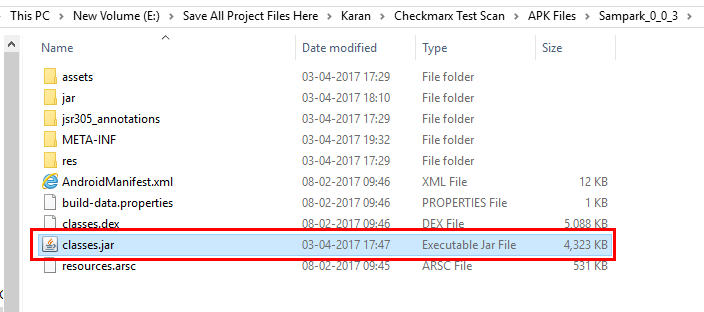 This PC > New Volume (E:) > Save All Project Files Here > Karan > Checkmarx Test Scan > APK Files > Sampark_0_0_3 >
Name Date modified Type Size
assets 03-04-2017 17:29 File folder
jar 03-04-2017 18:10 File folder
jsr305_annotations 03-04-2017 17:29 File folder
META-INF 03-04-2017 19:32 File folder
res 03-04-2017 17:29 File folder
AndroidManifest.xml 08-02-2017 09:46 XML File 12 KB
build-data.properties 08-02-2017 09:46 PROPERTIES File 1 KB
classes.dex 08-02-2017 09:46 DEX File 5,088 KB
classes.jar 03-04-2017 17:47 Executable Jar File 4,323 KB
resources.arsc 08-02-2017 09:45 ARSC File 531 KB